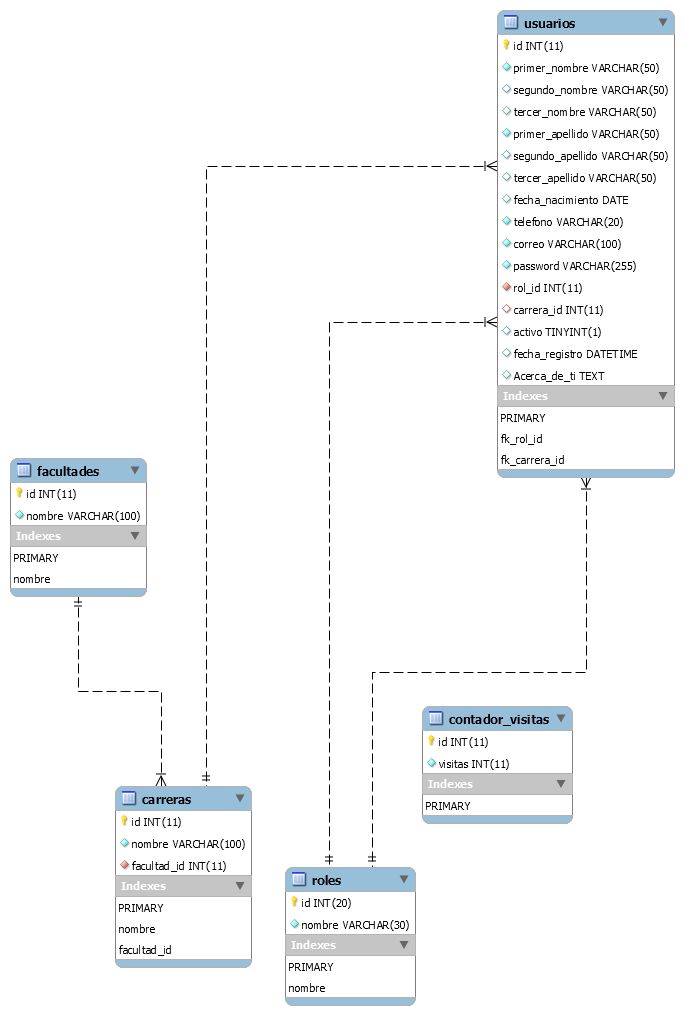 usuarios
id INT(11)
primer_nombre VARCHAR(50)
segundo_nombre VARCHAR(50)
tercer_nombre VARCHAR(50)
primer_apellido VARCHAR(50)
segundo_apellido VARCHAR(50)
tercer_apellido VARCHAR(50)
fecha_nacimiento DATE
telefono VARCHAR(20)
correo VARCHAR(100)
password VARCHAR(255)
rol_id INT(11)
carrera_id INT(11)
activo TINYINT(1)
fecha_registro DATETIME
Acerca_de_ti TEXT
Indexes
PRIMARY
fk_rol_id
fk_carrera_id
facultades
id INT(11)
nombre VARCHAR(100)
Indexes
PRIMARY
nombre
contador_visitas
id INT(11)
visitas INT(11)
Indexes
PRIMARY
carreras
id INT(11)
nombre VARCHAR(100)
facultad_id INT(11)
Indexes
PRIMARY
nombre
facultad_id
roles
id INT(20)
nombre VARCHAR(30)
Indexes
PRIMARY
nombre